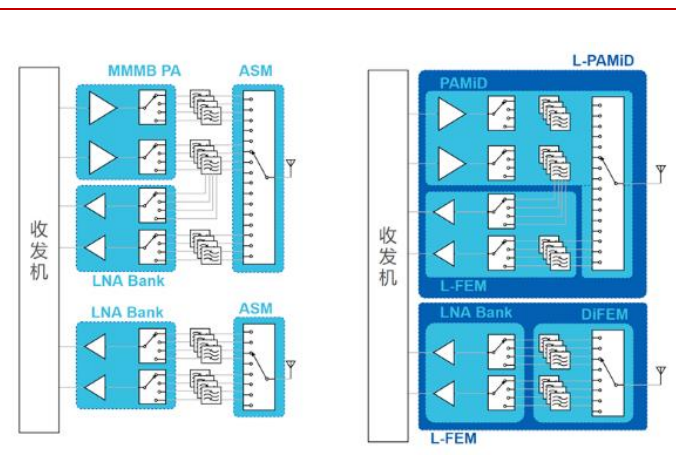 MMMB PA
ASM
收发机
LNA Bank
LNA Bank
ASM
L-PAMiD
PAMiD
收发机
L-FEM
LNA Bank
DiFEM
L-FEM